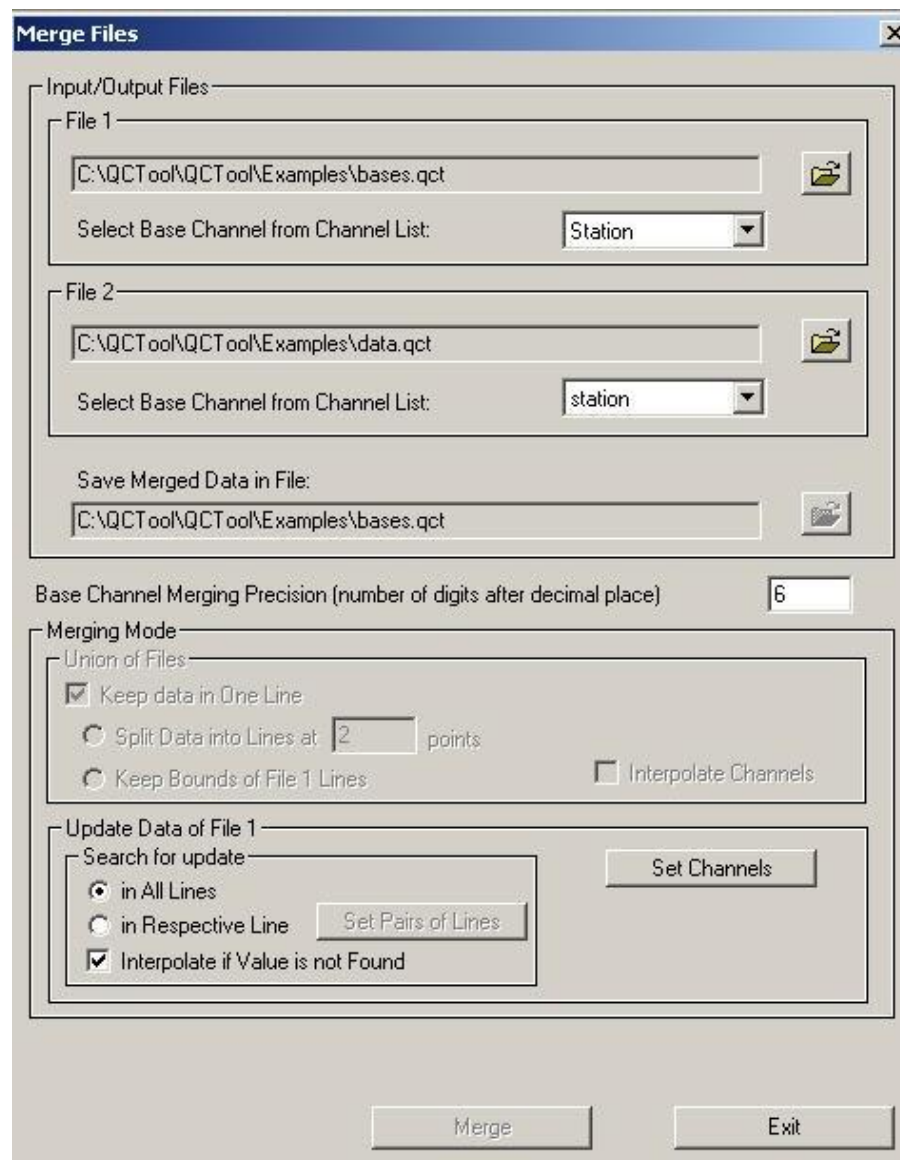 Merge Files
Input/Output Files
File 1
C:\QCTool\QCTool\Examples\bases.qct
Select Base Channel from Channel List: Station
File 2
C:\QCTool\QCTool\Examples\data.qct
Select Base Channel from Channel List: station
Save Merged Data in File:
C:\QCTool\QCTool\Examples\bases.qct
Base Channel Merging Precision (number of digits after decimal place) 6
Merging Mode
Union of Files
Keep data in One Line
Split Data into Lines at 2 points
Keep Bounds of File 1 Lines Interpolate Channels
Update Data of File 1
Search for update
Set Channels
in All Lines
in Respective Line Set Pairs of Lines
Interpolate if Value is not Found
Merge Exit